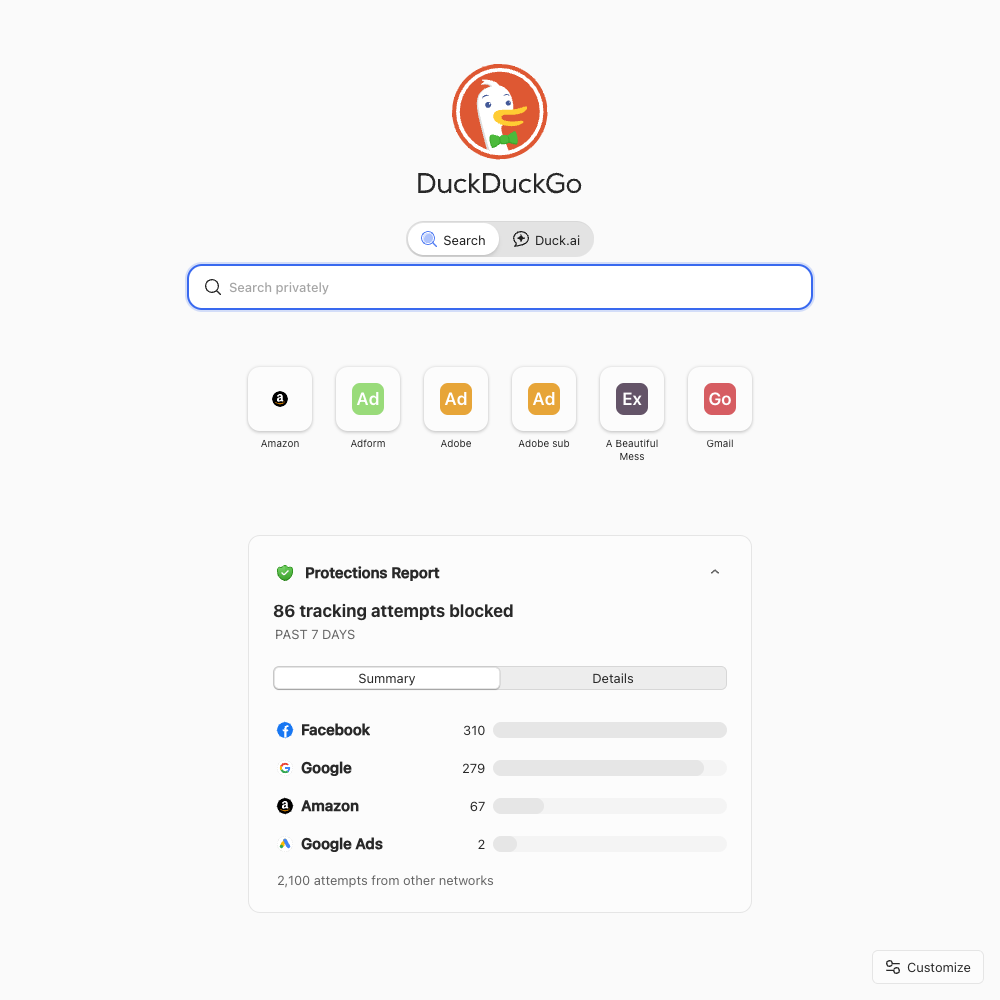 DuckDuckGo
Search
Duck.ai
Search privately
a
Ad
Ad
Ad
Ex
Go
Amazon
Adform
Adobe
Adobe sub
A Beautiful
Mess
Gmail
Protections Report
86 tracking attempts blocked
PAST 7 DAYS
Summary
Details
Facebook 310
Google 279
Amazon 67
Google Ads 2
2,100 attempts from other networks
Customize